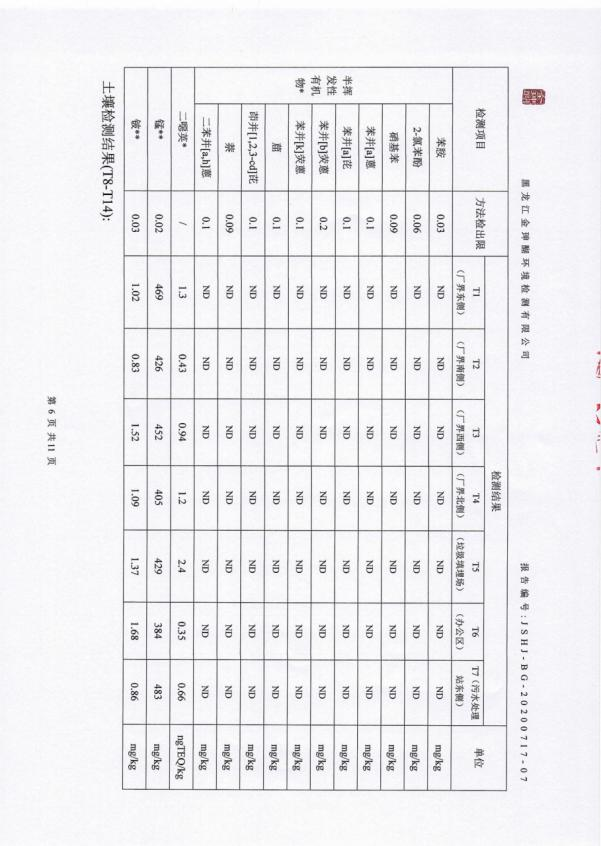 黑龙江金珅醐环境检测有限公司 报告编号:JSHJ-BG-20200717-07
检测项目 方法检出限 检测结果 单位
T1（厂界东侧） T2（厂界南侧） T3（厂界西侧） T4（厂界北侧） T5（垃圾填埋场） T6（办公区） T7（污水处理站东侧）
半挥发性有机物*
苯胺 0.03 ND ND ND ND ND ND ND mg/kg
2-氯苯酚 0.06 ND ND ND ND ND ND ND mg/kg
硝基苯 0.09 ND ND ND ND ND ND ND mg/kg
苯并[a]蒽 0.1 ND ND ND ND ND ND ND mg/kg
苯并[a]芘 0.1 ND ND ND ND ND ND ND mg/kg
苯并[b]荧蒽 0.2 ND ND ND ND ND ND ND mg/kg
苯并[k]荧蒽 0.1 ND ND ND ND ND ND ND mg/kg
䓛 0.1 ND ND ND ND ND ND ND mg/kg
茚并[1,2,3-cd]芘 0.1 ND ND ND ND ND ND ND mg/kg
萘 0.09 ND ND ND ND ND ND ND mg/kg
二苯并[a,h]蒽 0.1 ND ND ND ND ND ND ND mg/kg
二噁英* / 1.3 0.43 0.94 1.2 2.4 0.35 0.66 ngTEQ/kg
锰** 0.02 469 426 452 405 429 384 483 mg/kg
铍** 0.03 1.02 0.83 1.52 1.09 1.37 1.68 0.86 mg/kg
土壤检测结果(T8-T14):
第 6 页 共11 页